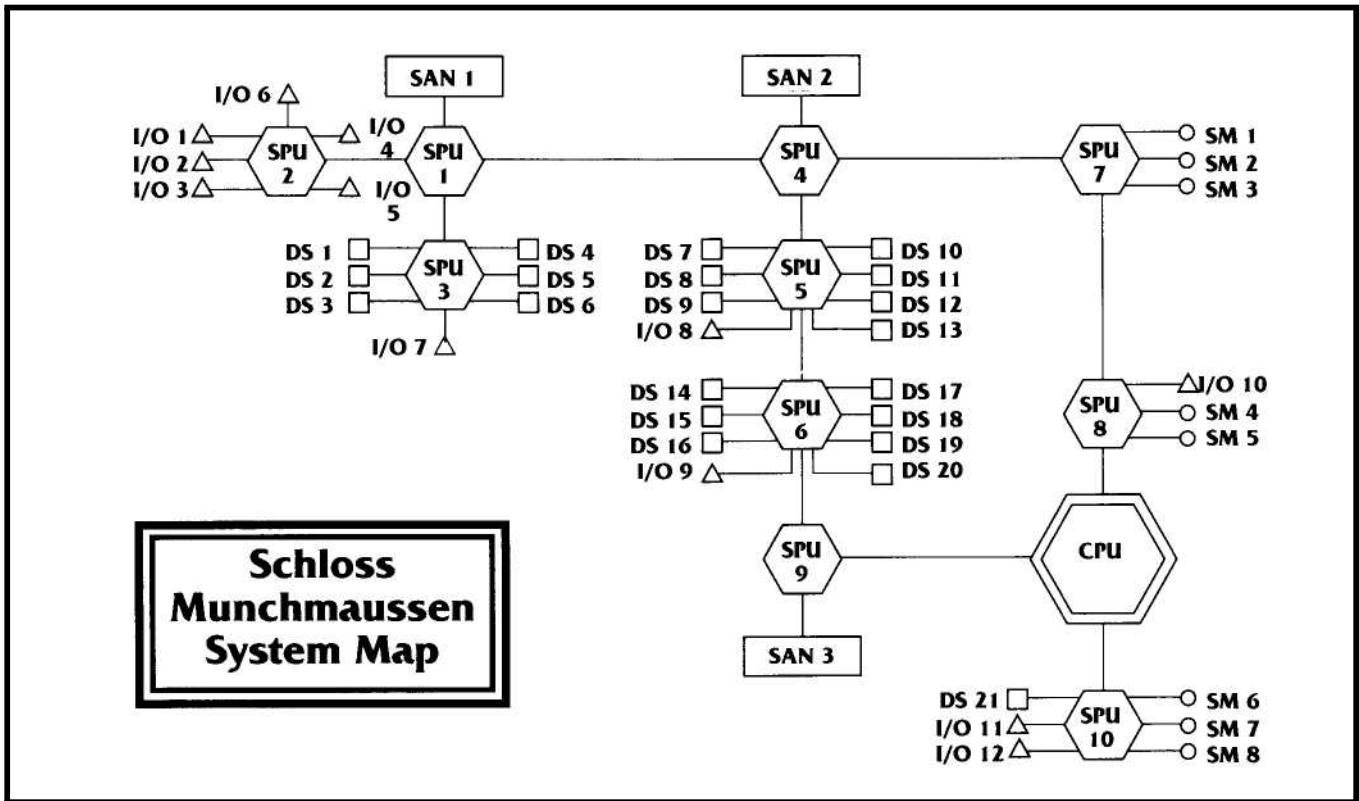 SAN 1
SAN 2
I/O 6
I/O 1
I/O 2
I/O 3
SPU
2
I/O
4
I/O
5
SPU
1
SPU
4
SPU
7
SM 1
SM 2
SM 3
DS 1
DS 2
DS 3
SPU
3
DS 4
DS 5
DS 6
I/O 7
DS 7
DS 8
DS 9
I/O 8
SPU
5
DS 10
DS 11
DS 12
DS 13
DS 14
DS 15
DS 16
I/O 9
SPU
6
DS 17
DS 18
DS 19
DS 20
SPU
8
I/O 10
SM 4
SM 5
SPU
9
CPU
SAN 3
DS 21
I/O 11
I/O 12
SPU
10
SM 6
SM 7
SM 8
Schloss
Munchmaussen
System Map